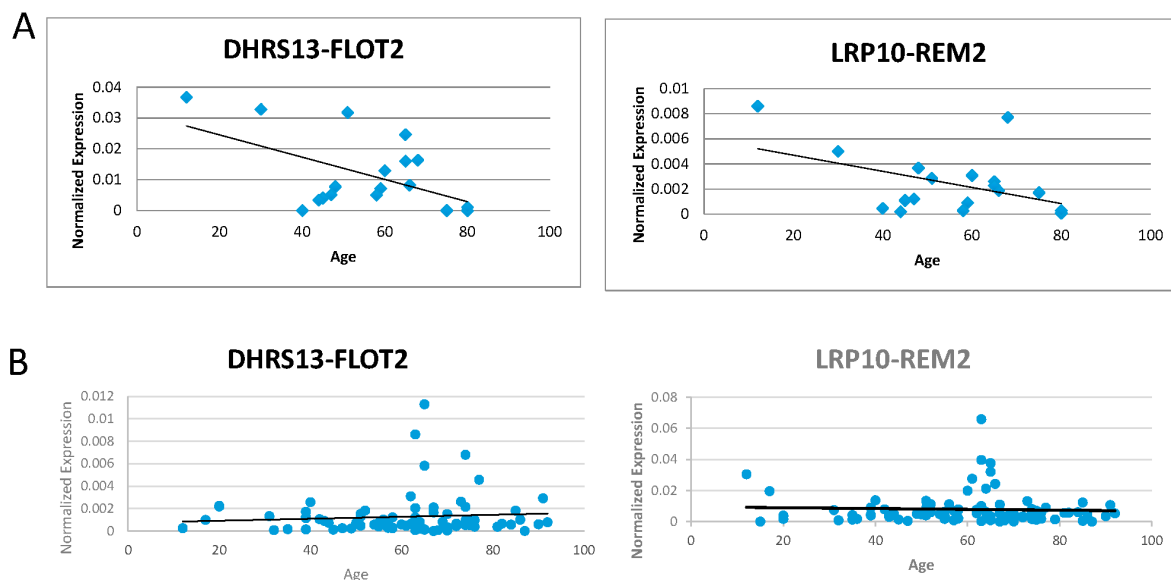 A
DHRS13-FLOT2
Normalized Expression
0.04
0.03
0.02
0.01
0
0 20 40 60 80 100
Age
LRP10-REM2
Normalized Expression
0.01
0.008
0.006
0.004
0.002
0
0 20 40 60 80 100
Age
B
DHRS13-FLOT2
Normalized Expression
0.012
0.01
0.008
0.006
0.004
0.002
0
0 20 40 60 80 100
Age
LRP10-REM2
Normalized Expression
0.08
0.06
0.04
0.02
0
0 20 40 60 80 100
Age